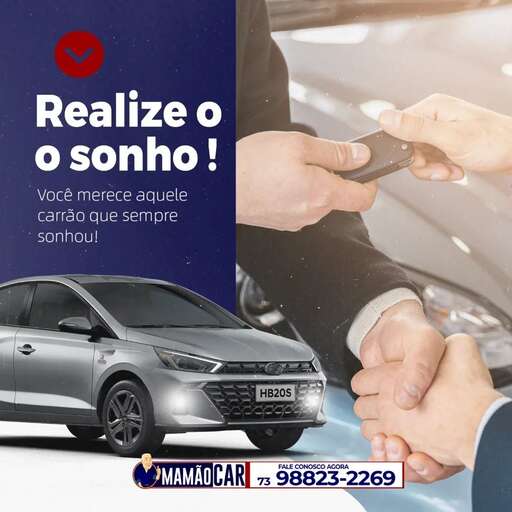 Realize o
o sonho !
Você merece aquele
carrão que sempre
sonhou!
HB20S
MAMÃOCAR
FALE CONOSCO AGORA
73 98823-2269